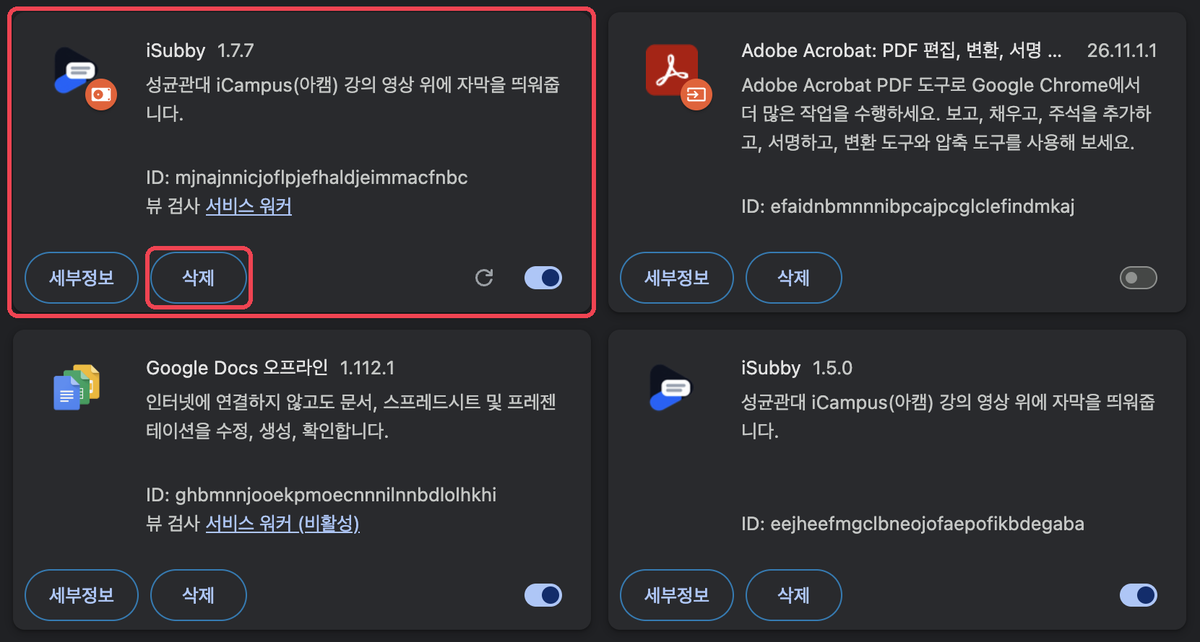 iSubby 1.7.7
성균관대 iCampus(아캠) 강의 영상 위에 자막을 띄워줍
니다.
ID: mjnajnnicjoflpjefhaldjeimmacfnbc
뷰 검사 서비스 워커
세부정보 삭제
Adobe Acrobat: PDF 편집, 변환, 서명 ... 26.11.1.1
Adobe Acrobat PDF 도구로 Google Chrome에서
더 많은 작업을 수행하세요. 보고, 채우고, 주석을 추가하
고, 서명하고, 변환 도구와 압축 도구를 사용해 보세요.
ID: efaidnbmnnnibpcajpcglclefindmkaj
세부정보 삭제
Google Docs 오프라인 1.112.1
인터넷에 연결하지 않고도 문서, 스프레드시트 및 프레젠
테이션을 수정, 생성, 확인합니다.
ID: ghbmnnjooekpmoecnnnilnnbdlolhkhi
뷰 검사 서비스 워커 (비활성)
세부정보 삭제
iSubby 1.5.0
성균관대 iCampus(아캠) 강의 영상 위에 자막을 띄워줍
니다.
ID: eejheefmgclbneojofaepofikbdegaba
세부정보 삭제